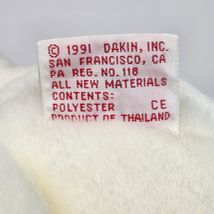 © 1991 DAKIN, INC.
SAN FRANCISCO, CA
PA REG. NO. 118
ALL NEW MATERIALS
CONTENTS:
POLYESTER CE
PRODUCT OF THAILAND